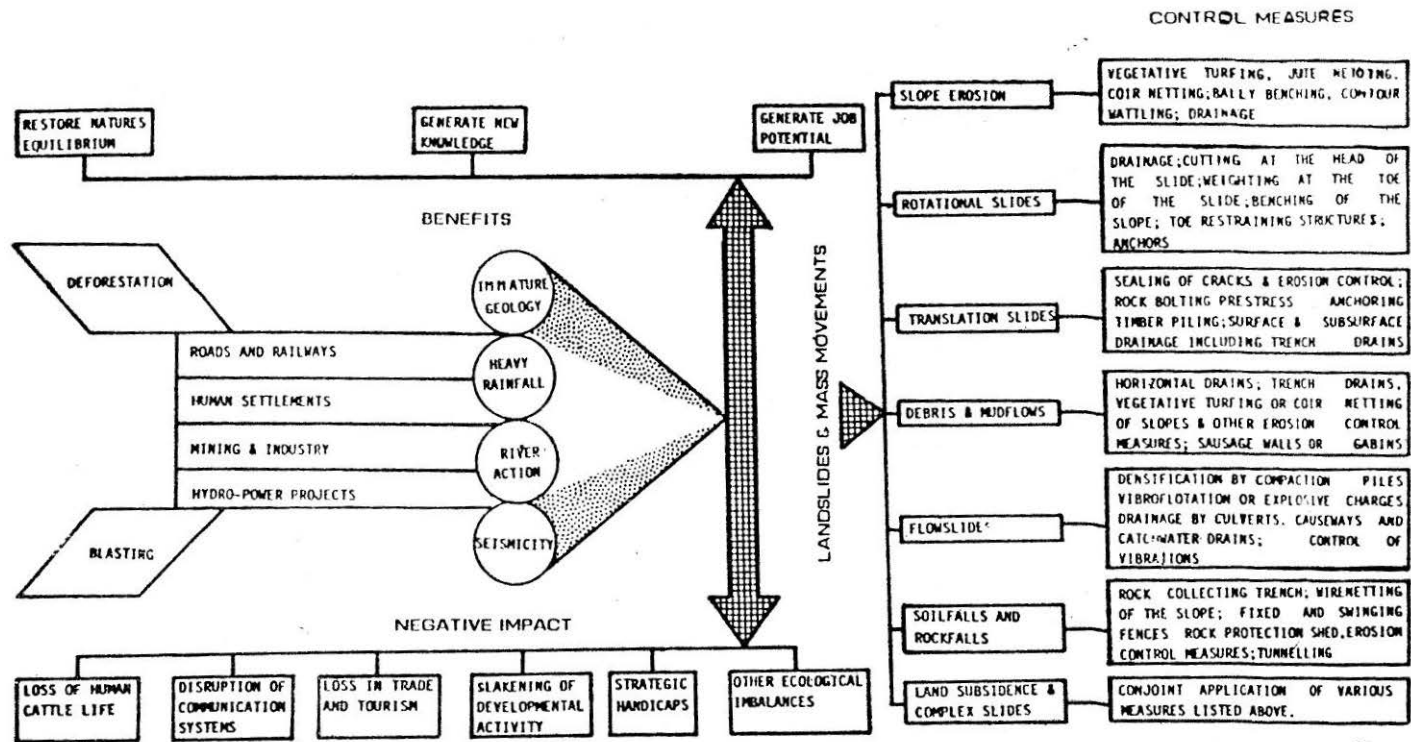 CONTROL MEASURES
RESTORE NATURES
EQUILIBRIUM
GENERATE NEW
KNOWLEDGE
GENERATE JOB
POTENTIAL
BENEFITS
DEFORESTATION
ROADS AND RAILWAYS
HUMAN SETTLEMENTS
MINING & INDUSTRY
HYDRO-POWER PROJECTS
BLASTING
IMMATURE
GEOLOGY
HEAVY
RAINFALL
RIVER
ACTION
SEISMICITY
NEGATIVE IMPACT
LOSS OF HUMAN
CATTLE LIFE
DISRUPTION OF
COMMUNICATION
SYSTEMS
LOSS IN TRADE
AND TOURISM
SLAKENING OF
DEVELOPMENTAL
ACTIVITY
STRATEGIC
HANDICAPS
OTHER ECOLOGICAL
IMBALANCES
LANDSLIDES & MASS MOVEMENTS
SLOPE EROSION
VEGETATIVE TURFING, JUTE NETTING.
COIR NETTING;BALLY BENCHING, CONTOUR
WATTLING; DRAINAGE
ROTATIONAL SLIDES
DRAINAGE;CUTTING AT THE HEAD OF
THE SLIDE;WEIGHTING AT THE TOE
OF THE SLIDE;BENCHING OF THE
SLOPE; TOE RESTRAINING STRUCTURES;
ANCHORS
TRANSLATION SLIDES
SEALING OF CRACKS & EROSION CONTROL;
ROCK BOLTING PRESTRESS ANCHORING
TIMBER PILING;SURFACE & SUBSURFACE
DRAINAGE INCLUDING TRENCH DRAINS
DEBRIS & MUDFLOWS
HORIZONTAL DRAINS; TRENCH DRAINS,
VEGETATIVE TURFING OR COIR NETTING
OF SLOPES & OTHER EROSION CONTROL
MEASURES; SAUSAGE WALLS OR GABINS
FLOWSLIDES
DENSIFICATION BY COMPACTION PILES
VIBROFLOTATION OR EXPLOSIVE CHARGES
DRAINAGE BY CULVERTS. CAUSEWAYS AND
CATCHWATER DRAINS; CONTROL OF
VIBRATIONS
SOILFALLS AND
ROCKFALLS
ROCK COLLECTING TRENCH; WIRENETTING
OF THE SLOPE; FIXED AND SWINGING
FENCES ROCK PROTECTION SHED,EROSION
CONTROL MEASURES;TUNNELLING
LAND SUBSIDENCE &
COMPLEX SLIDES
CONJOINT APPLICATION OF VARIOUS
MEASURES LISTED ABOVE.